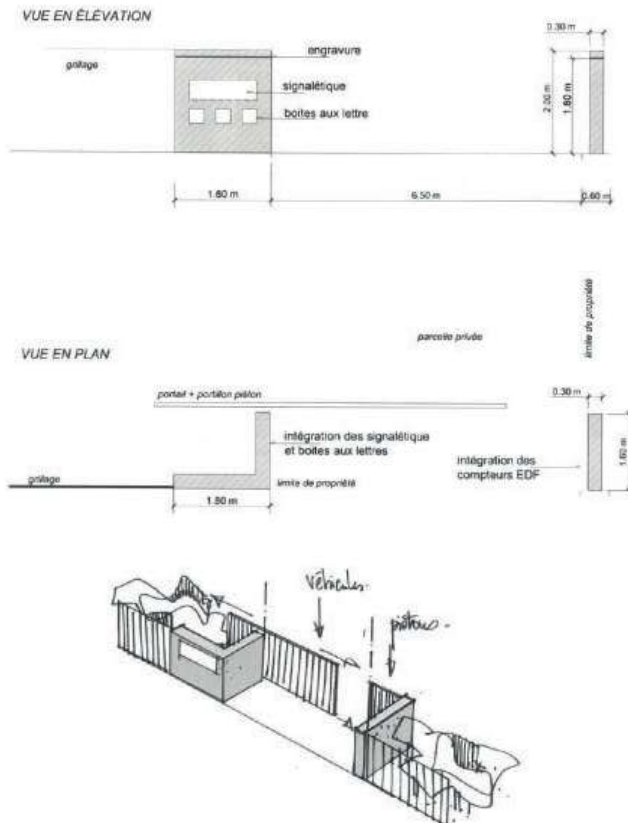 VUE EN ÉLÉVATION
grillage
engravure
signalétique
boites aux lettre
0.30 m
2.00 m
1.80 m
1.80 m
6.50 m
0.60 m
VUE EN PLAN
parcelle privée
limite de propriété
portail + portillon piéton
0.30 m
intégration des signalétique
et boites aux lettres
intégration des
compteurs EDF
1.60 m
grillage
1.80 m
limite de propriété
véhicules.
piétons.